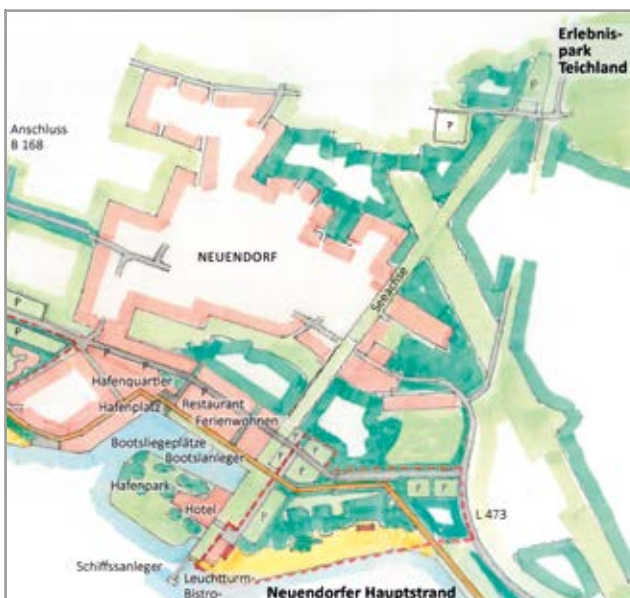 Erlebnis-
park
Teichland
P
P
Anschluss
B 168
NEUENDORF
Seeachse
P
P
P
P
Hafenquartier
P
Hafenplatz
Restaurant
Ferienwohnen
P
Bootsliegeplätze
Bootsanleger
P
P
P
P
Hafenpark
P
P
Hotel
P
L 473
Schiffsanleger
Leuchtturm-
Bistro-
Neuendorfer Hauptstrand